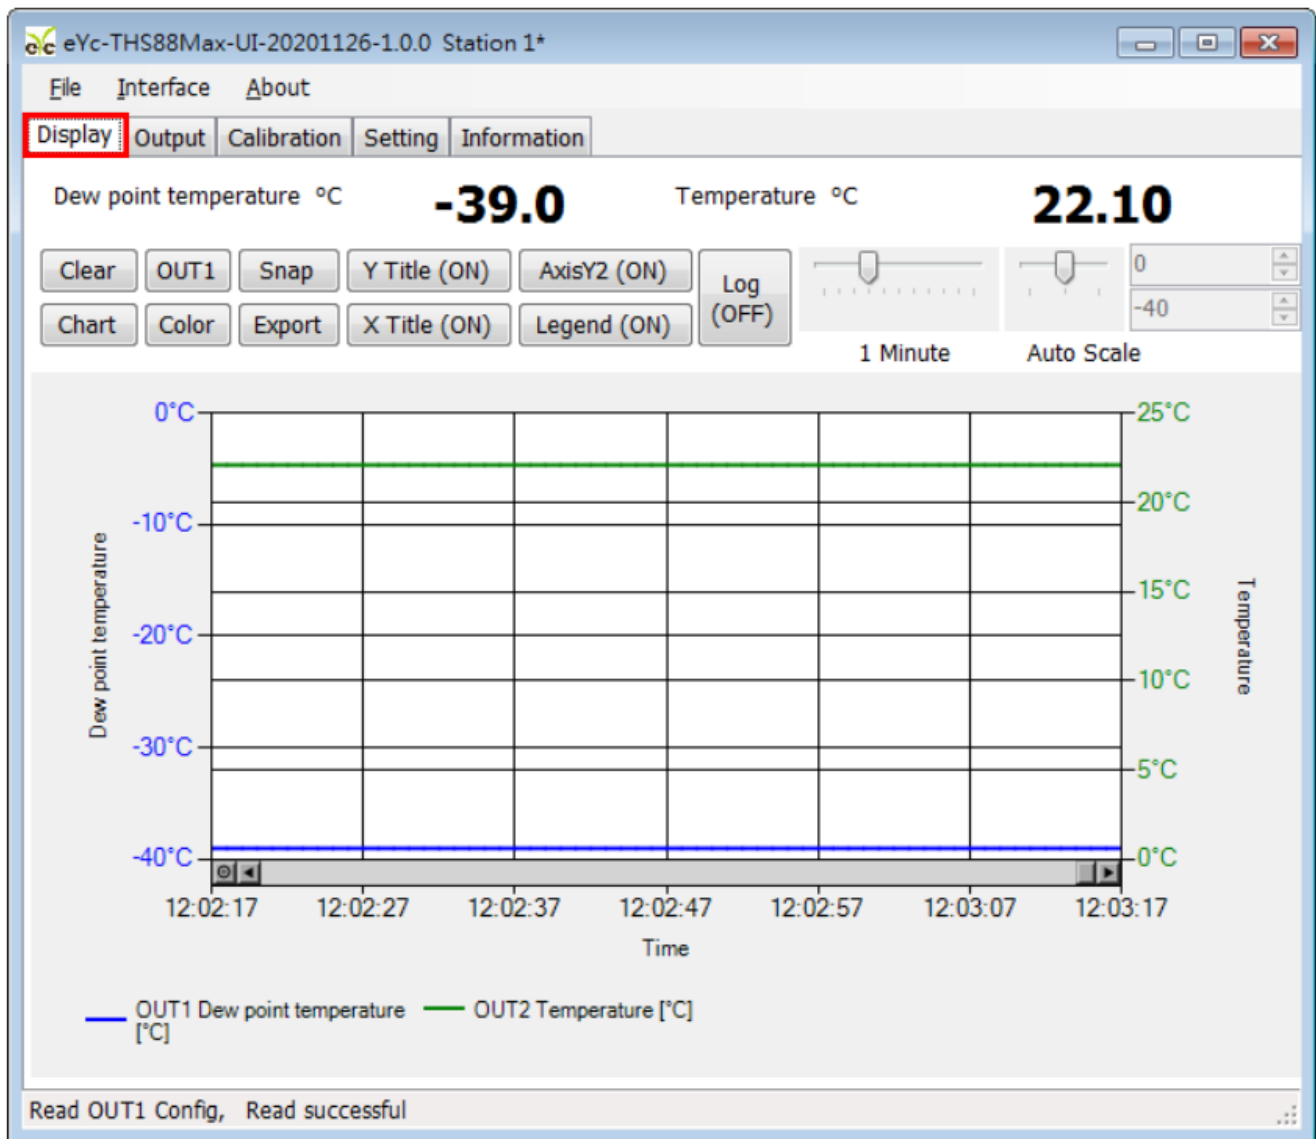 eYc-THS88Max-UI-20201126-1.0.0 Station 1*
File Interface About
Display Output Calibration Setting Information
Dew point temperature °C -39.0 Temperature °C 22.10
Clear OUT1 Snap Y Title (ON) AxisY2 (ON) Log (OFF) 0
Chart Color Export X Title (ON) Legend (ON) -40
1 Minute Auto Scale
0°C 25°C
20°C
-10°C
15°C
-20°C
10°C
-30°C
5°C
-40°C 0°C
Dew point temperature
Temperature
12:02:17 12:02:27 12:02:37 12:02:47 12:02:57 12:03:07 12:03:17
Time
OUT1 Dew point temperature OUT2 Temperature [°C]
[°C]
Read OUT1 Config, Read successful